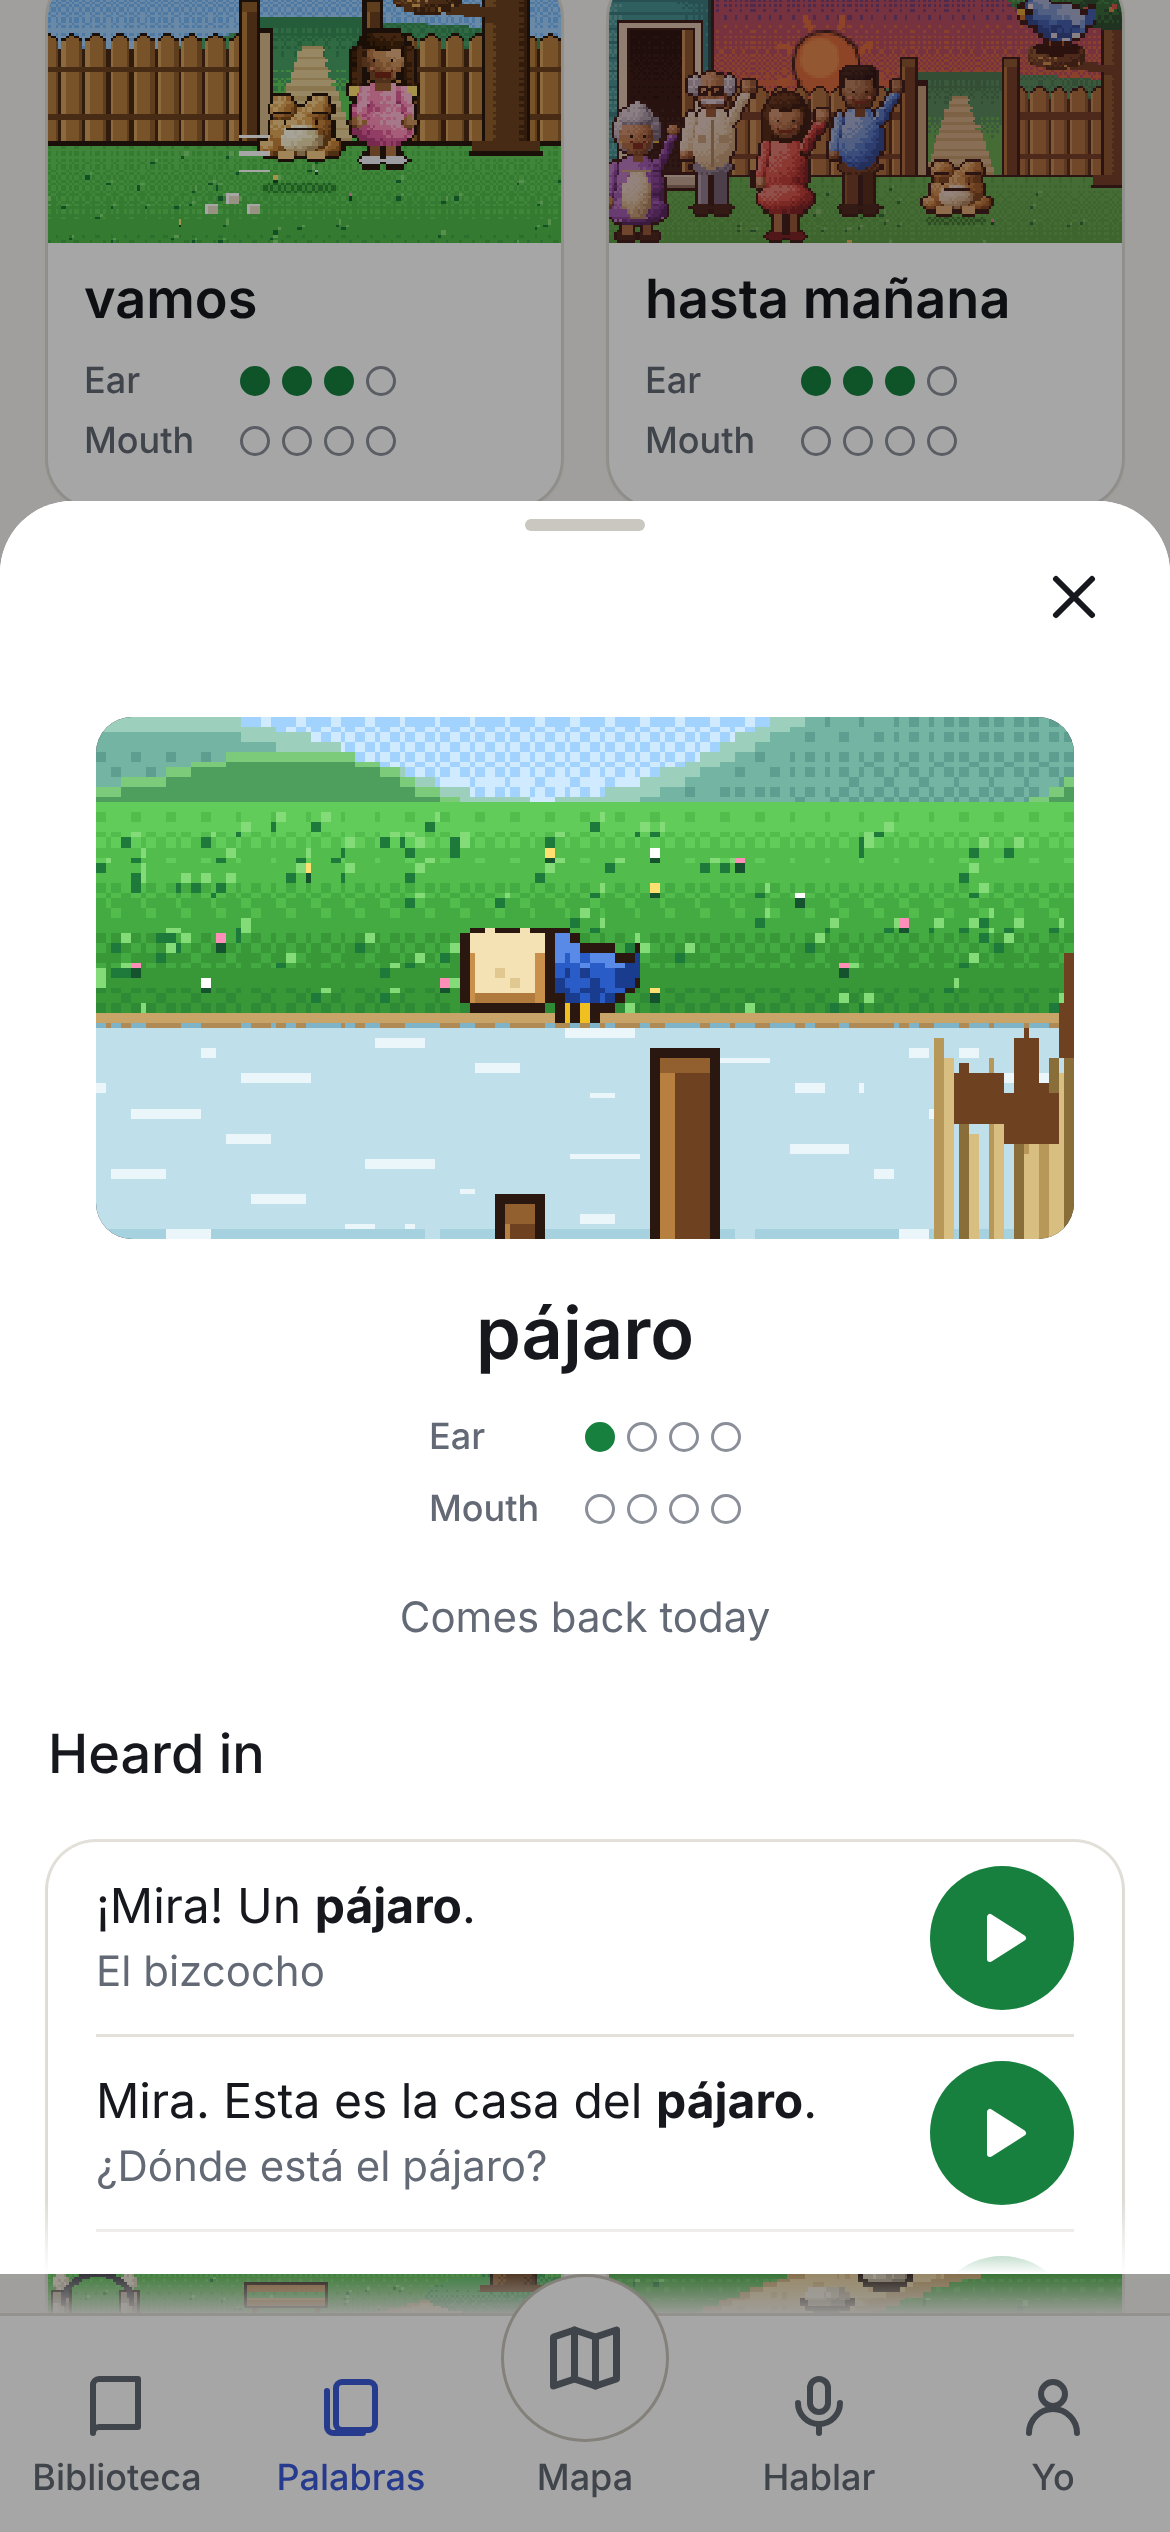 vamos
Ear
Mouth
hasta mañana
Ear
Mouth
pájaro
Ear
Mouth
Comes back today
Heard in
¡Mira! Un pájaro.
El bizcocho
Mira. Esta es la casa del pájaro.
¿Dónde está el pájaro?
Biblioteca
Palabras
Mapa
Hablar
Yo